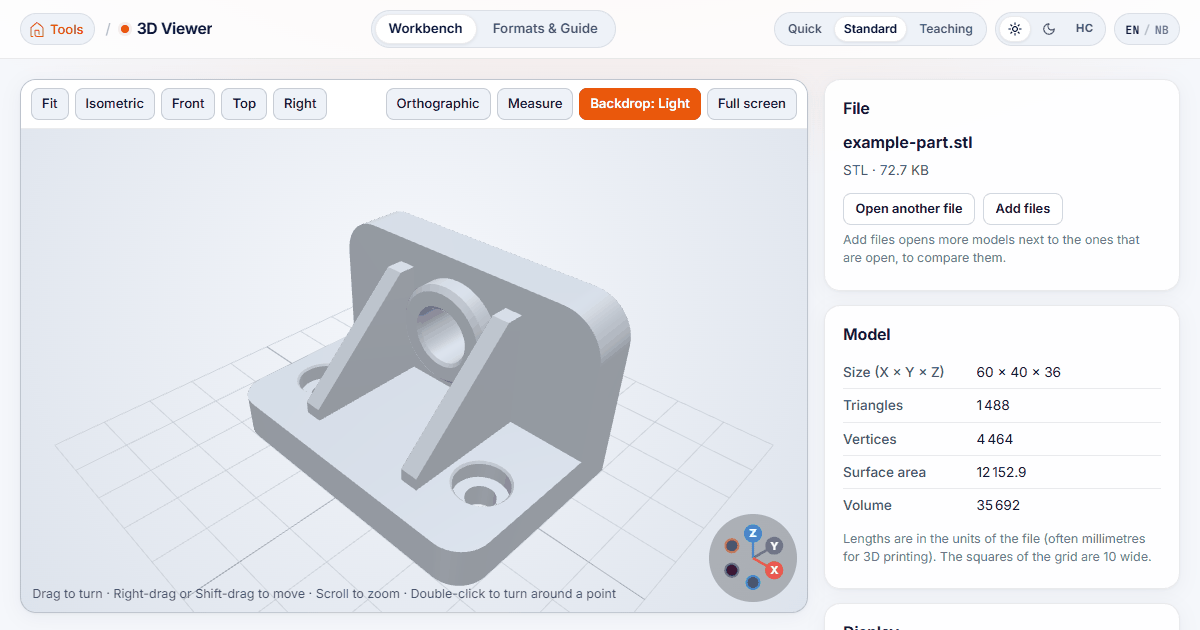 Tools / 3D Viewer
Workbench
Formats & Guide
Quick
Standard
Teaching
HC
EN / NB
Fit
Isometric
Front
Top
Right
Orthographic
Measure
Backdrop: Light
Full screen
Z
Y
X
Drag to turn · Right-drag or Shift-drag to move · Scroll to zoom · Double-click to turn around a point
File
example-part.stl
STL · 72.7 KB
Open another file
Add files
Add files opens more models next to the ones that
are open, to compare them.
Model
Size (X × Y × Z) 60 × 40 × 36
Triangles 1 488
Vertices 4 464
Surface area 12 152.9
Volume 35 692
Lengths are in the units of the file (often millimetres
for 3D printing). The squares of the grid are 10 wide.